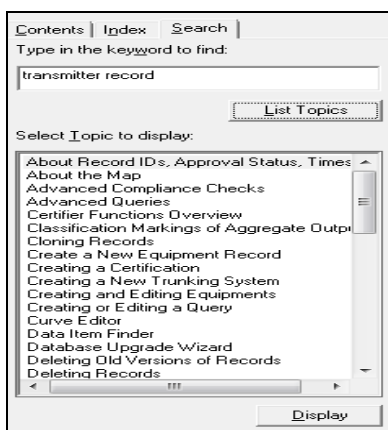 Contents Index Search
Type in the keyword to find:
transmitter record
List Topics
Select Topic to display:
About Record IDs, Approval Status, Times
About the Map
Advanced Compliance Checks
Advanced Queries
Certifier Functions Overview
Classification Markings of Aggregate Outpu
Cloning Records
Create a New Equipment Record
Creating a Certification
Creating a New Trunking System
Creating and Editing Equipments
Creating or Editing a Query
Curve Editor
Data Item Finder
Database Upgrade Wizard
Deleting Old Versions of Records
Deleting Records
Display